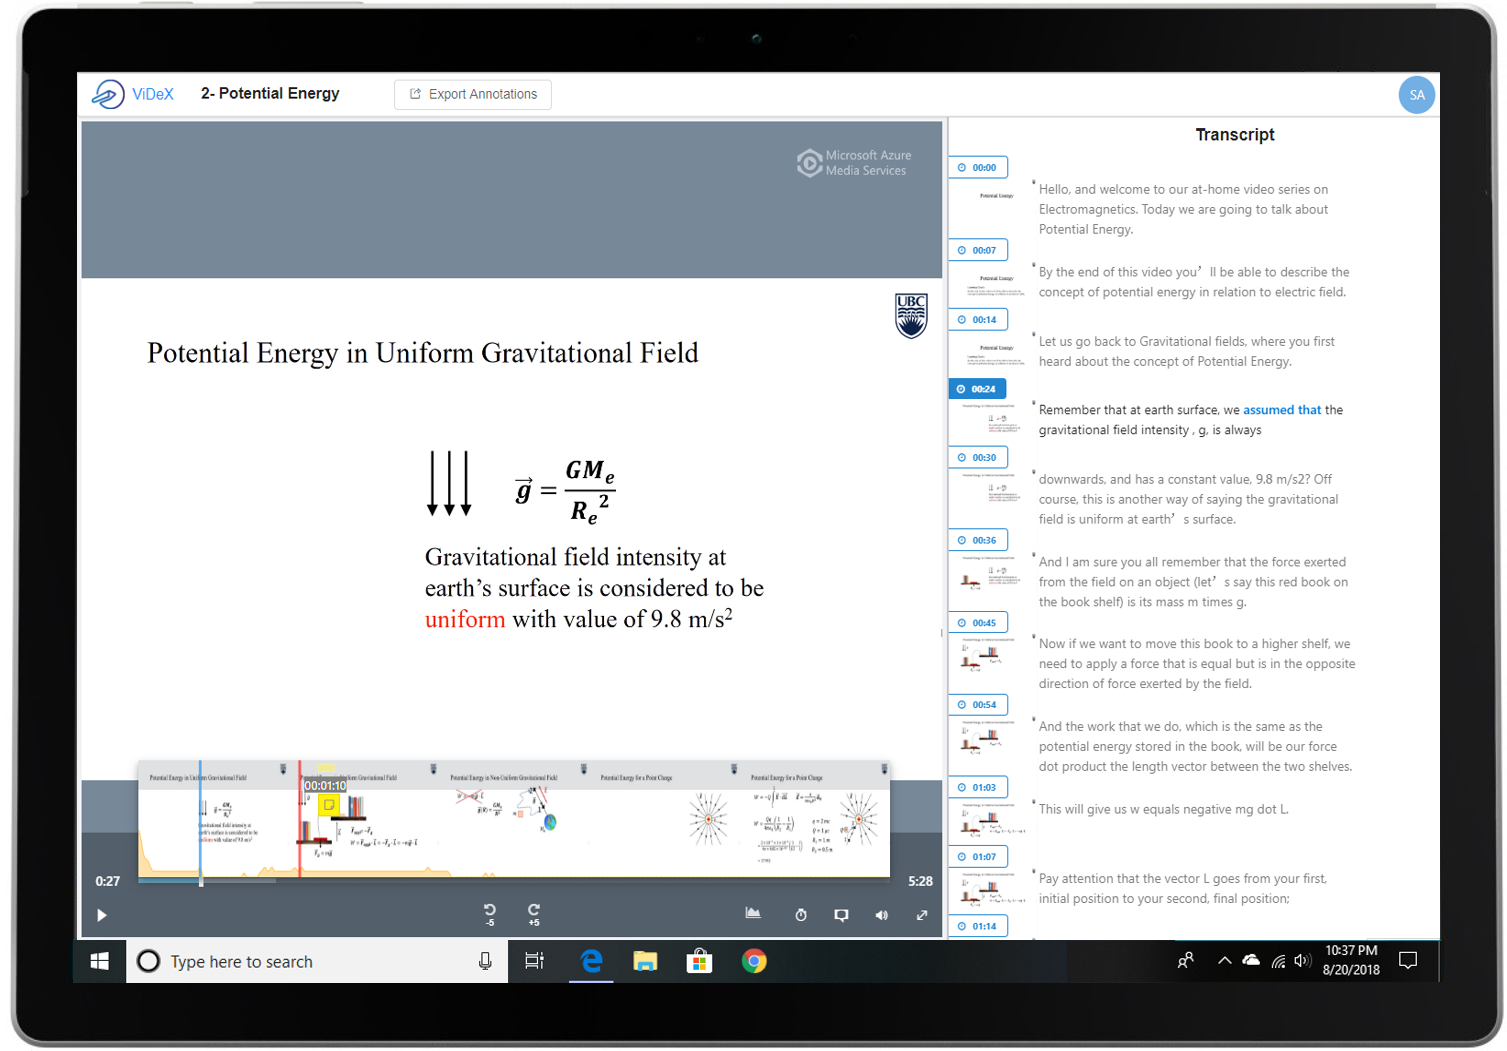 ViDeX
2- Potential Energy
Export Annotations
SA
Microsoft Azure
Media Services
UBC
Potential Energy in Uniform Gravitational Field
g = GMe / Re²
Gravitational field intensity at
earth's surface is considered to be
uniform with value of 9.8 m/s²
Potential Energy in Uniform Gravitational Field
Potential Energy in Non-Uniform Gravitational Field
Potential Energy for a Point Charge
Potential Energy for a Point Charge
00:01:10
0:27
5:28
-5
+5
Transcript
00:00
Potential Energy
Hello, and welcome to our at-home video series on
Electromagnetics. Today we are going to talk about
Potential Energy.
00:07
Potential Energy
By the end of this video you’ ll be able to describe the
concept of potential energy in relation to electric field.
00:14
Potential Energy
Let us go back to Gravitational fields, where you first
heard about the concept of Potential Energy.
00:24
Remember that at earth surface, we assumed that the
gravitational field intensity , g, is always
00:30
downwards, and has a constant value, 9.8 m/s2? Off
course, this is another way of saying the gravitational
field is uniform at earth’ s surface.
00:36
And I am sure you all remember that the force exerted
from the field on an object (let’ s say this red book on
the book shelf) is its mass m times g.
00:45
Now if we want to move this book to a higher shelf, we
need to apply a force that is equal but is in the opposite
direction of force exerted by the field.
00:54
And the work that we do, which is the same as the
potential energy stored in the book, will be our force
dot product the length vector between the two shelves.
01:03
This will give us w equals negative mg dot L.
01:07
Pay attention that the vector L goes from your first,
initial position to your second, final position;
01:14
Type here to search
10:37 PM
8/20/2018